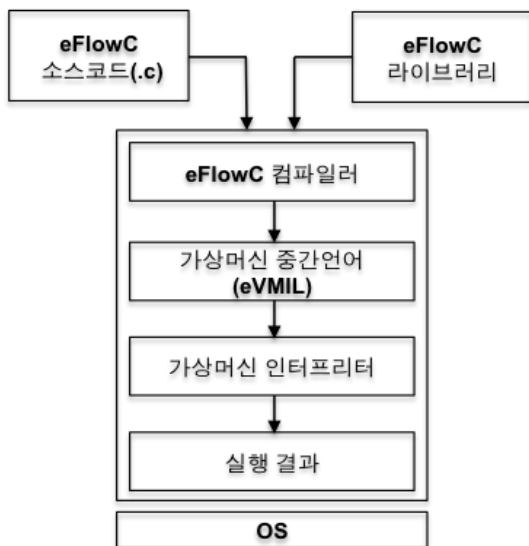 eFlowC
소스코드(.c)
eFlowC
라이브러리
eFlowC 컴파일러
가상머신 중간언어
(eVMIL)
가상머신 인터프리터
실행 결과
OS